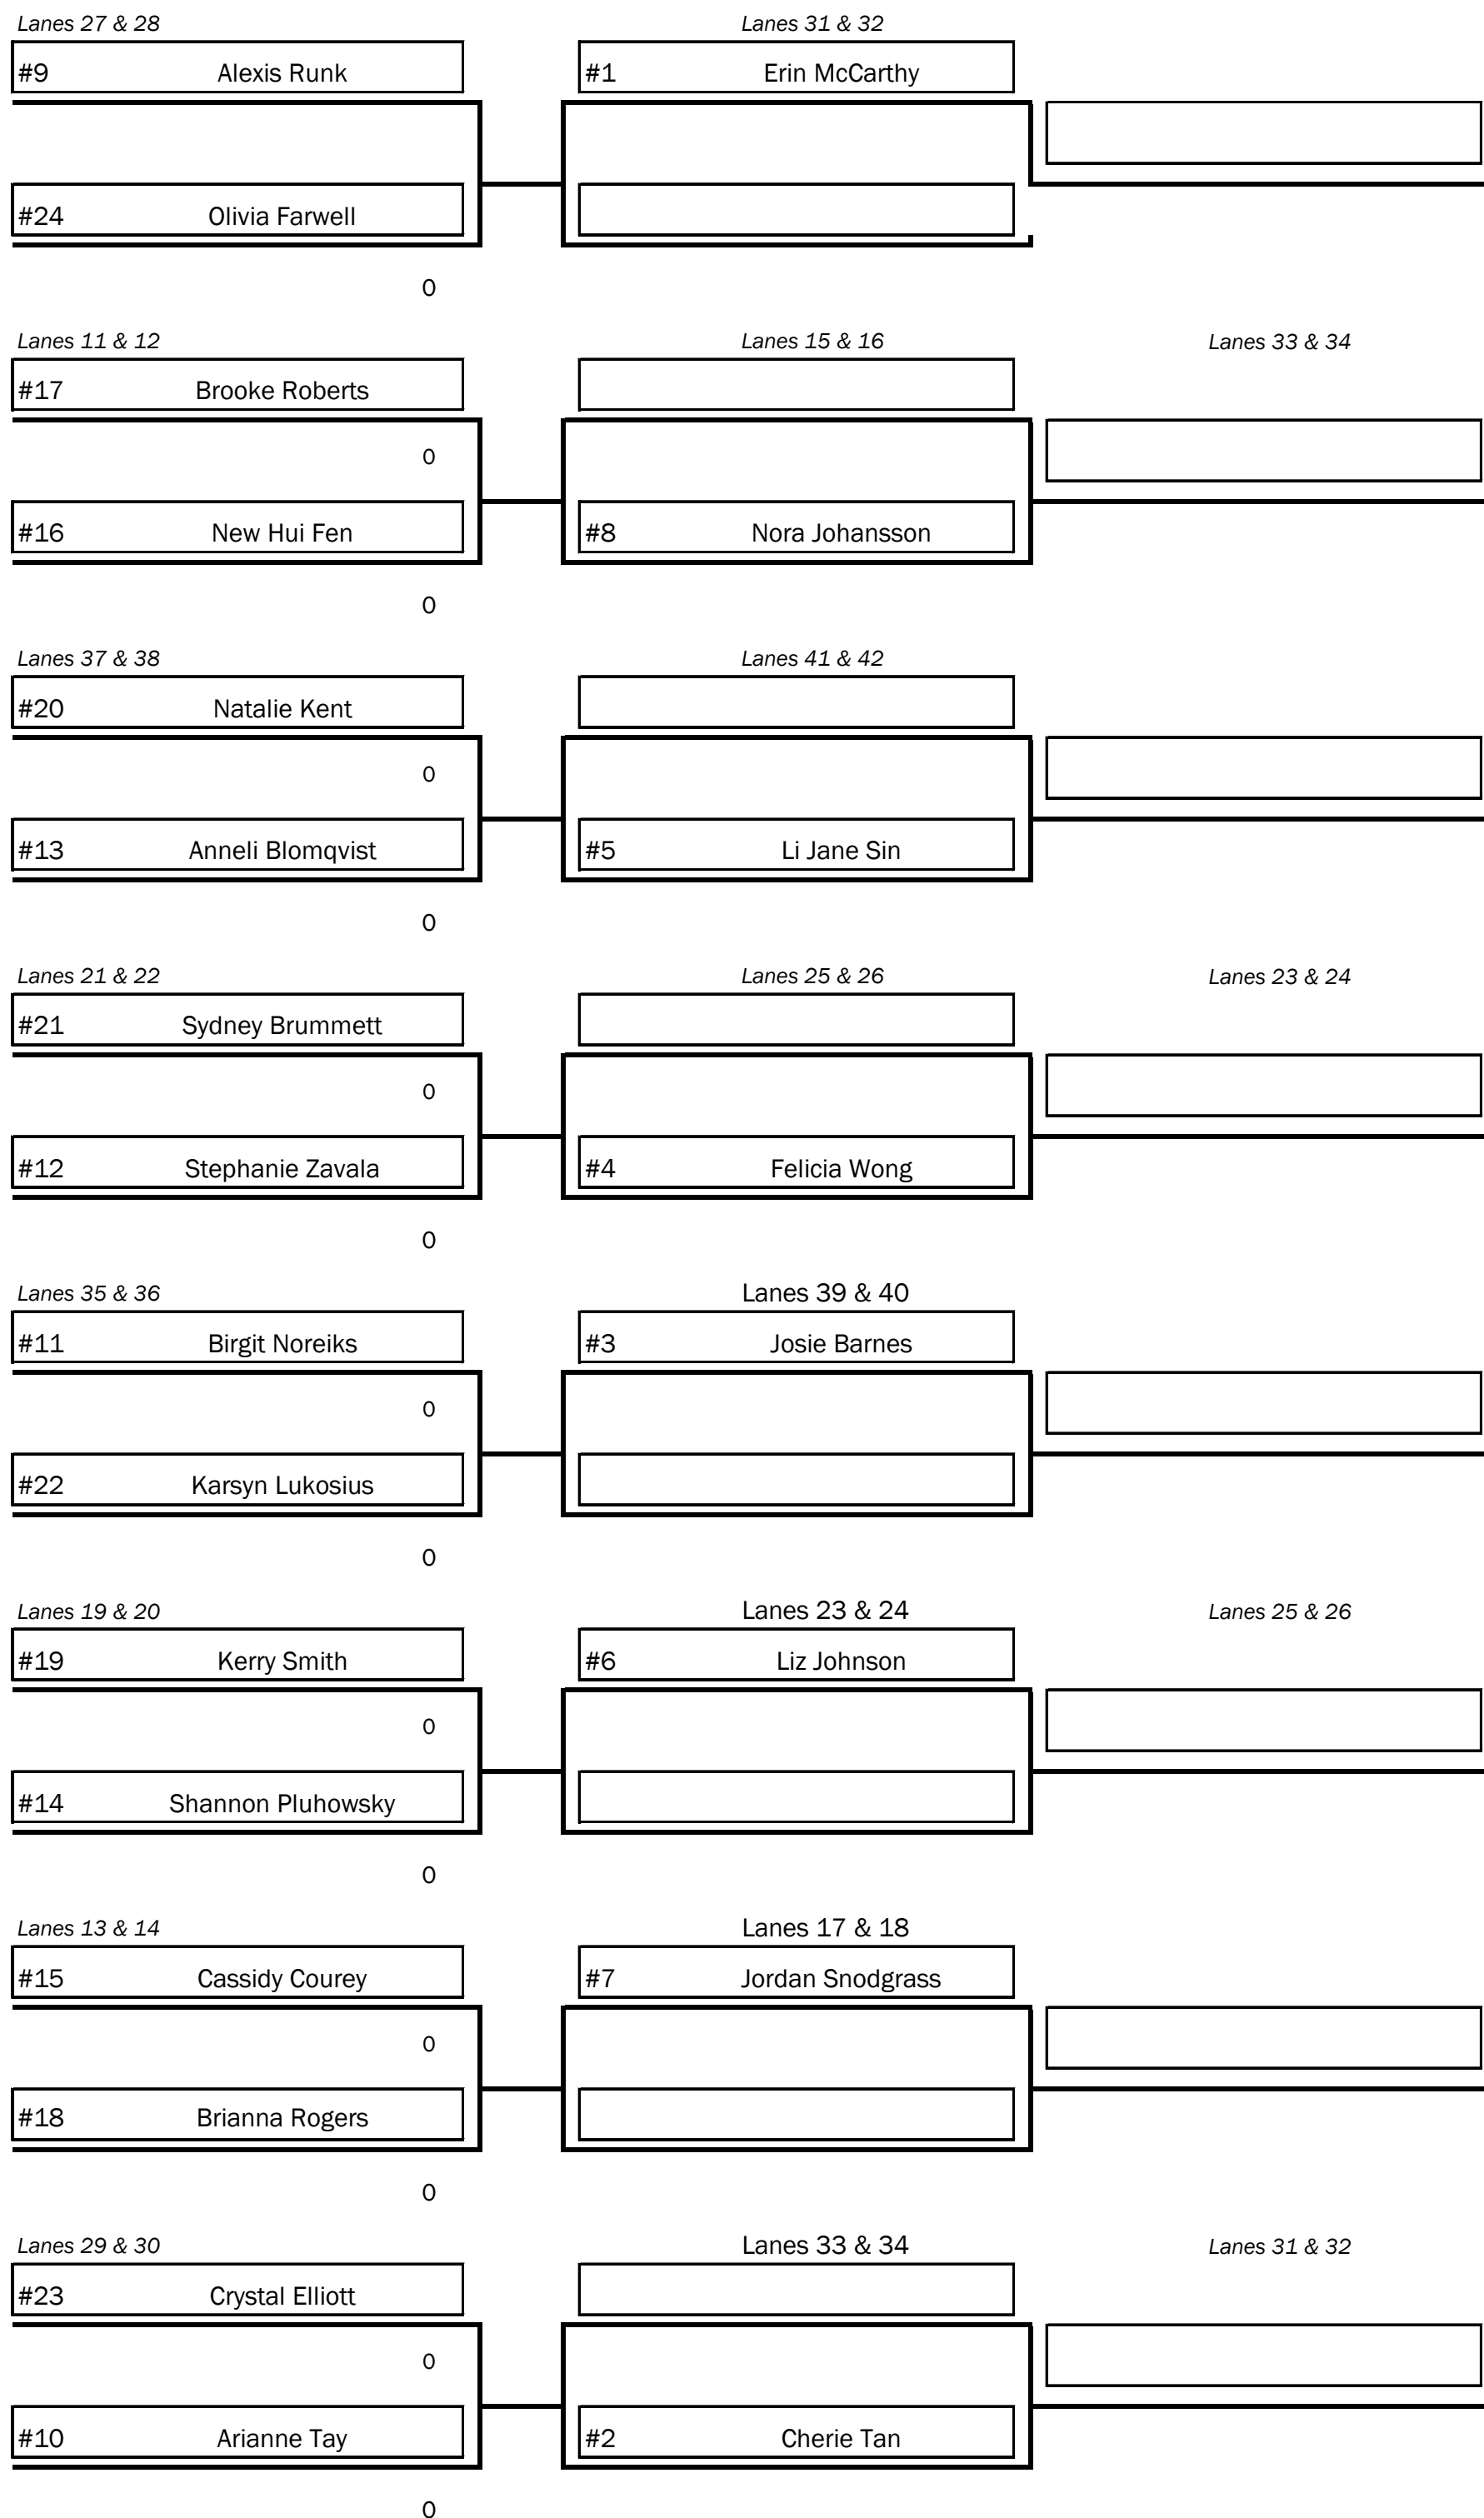 Lanes 27 & 28 Lanes 31 & 32
#9 Alexis Runk #1 Erin McCarthy
#24 Olivia Farwell
0
Lanes 11 & 12 Lanes 15 & 16 Lanes 33 & 34
#17 Brooke Roberts
0
#16 New Hui Fen #8 Nora Johansson
0
Lanes 37 & 38 Lanes 41 & 42
#20 Natalie Kent
0
#13 Anneli Blomqvist #5 Li Jane Sin
0
Lanes 21 & 22 Lanes 25 & 26 Lanes 23 & 24
#21 Sydney Brummett
0
#12 Stephanie Zavala #4 Felicia Wong
0
Lanes 35 & 36 Lanes 39 & 40
#11 Birgit Noreiks #3 Josie Barnes
0
#22 Karsyn Lukosius
0
Lanes 19 & 20 Lanes 23 & 24 Lanes 25 & 26
#19 Kerry Smith #6 Liz Johnson
0
#14 Shannon Pluhowsky
0
Lanes 13 & 14 Lanes 17 & 18
#15 Cassidy Courey #7 Jordan Snodgrass
0
#18 Brianna Rogers
0
Lanes 29 & 30 Lanes 33 & 34 Lanes 31 & 32
#23 Crystal Elliott
0
#10 Arianne Tay #2 Cherie Tan
0